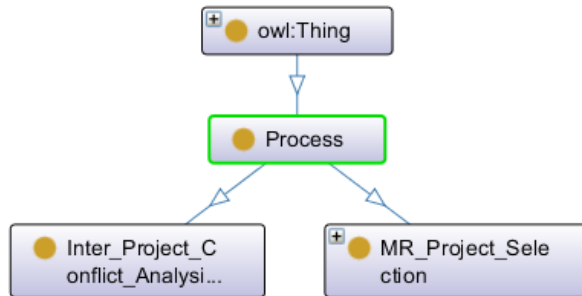 owl:Thing
Process
Inter_Project_C
onflict_Analysi...
MR_Project_Sele
ction